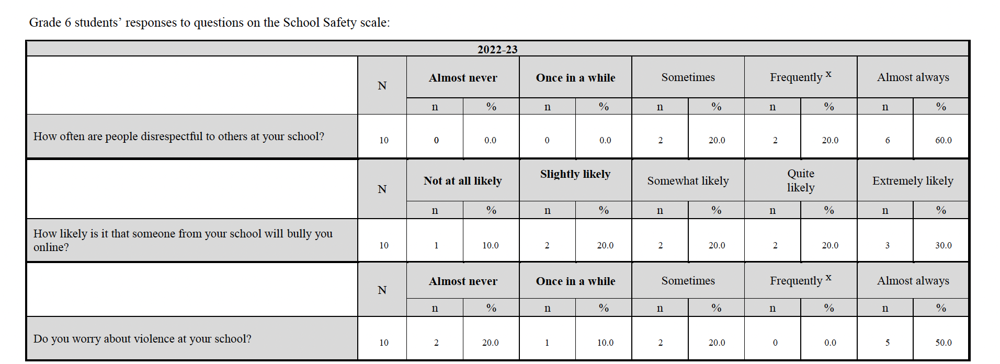 Grade 6 students’ responses to questions on the School Safety scale:
2022-23
N Almost never Once in a while Sometimes Frequently x Almost always
n % n % n % n % n %
How often are people disrespectful to others at your school? 10 0 0.0 0 0.0 2 20.0 2 20.0 6 60.0
N Not at all likely Slightly likely Somewhat likely Quite likely Extremely likely
n % n % n % n % n %
How likely is it that someone from your school will bully you
online? 10 1 10.0 2 20.0 2 20.0 2 20.0 3 30.0
N Almost never Once in a while Sometimes Frequently x Almost always
n % n % n % n % n %
Do you worry about violence at your school? 10 2 20.0 1 10.0 2 20.0 0 0.0 5 50.0